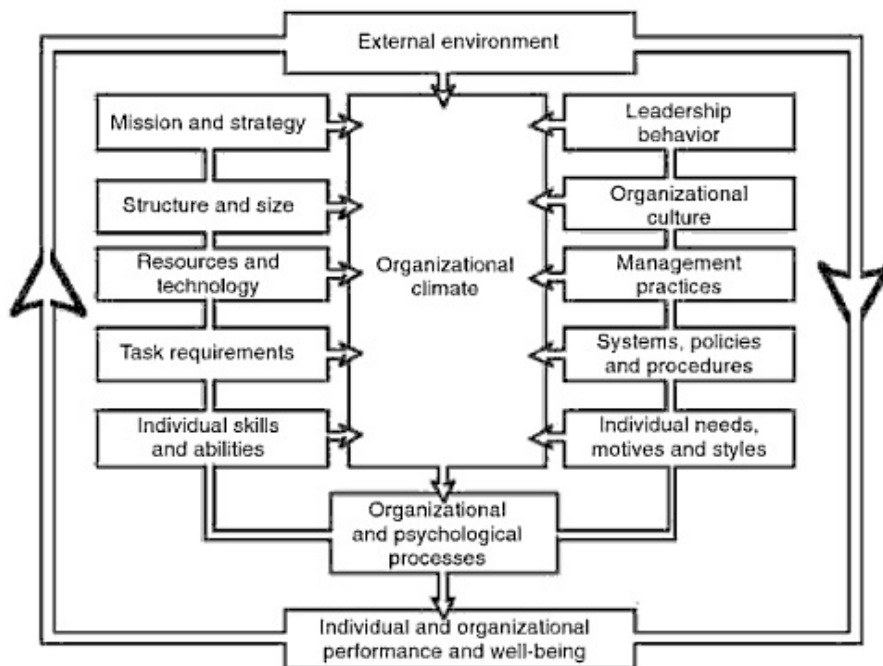 External environment
Mission and strategy
Leadership
behavior
Structure and size
Organizational
culture
Resources and
technology
Organizational
climate
Management
practices
Task requirements
Systems, policies
and procedures
Individual skills
and abilities
Individual needs,
motives and styles
Organizational
and psychological
processes
Individual and organizational
performance and well-being